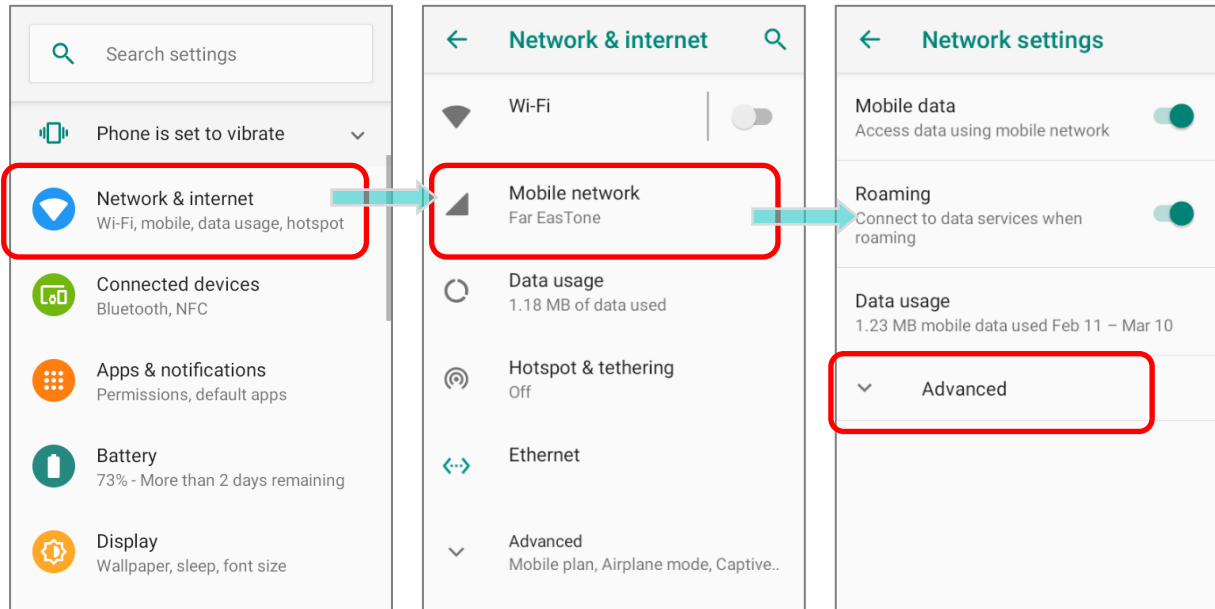 Search settings
Phone is set to vibrate
Network & internet
Wi-Fi, mobile, data usage, hotspot
Connected devices
Bluetooth, NFC
Apps & notifications
Permissions, default apps
Battery
73% - More than 2 days remaining
Display
Wallpaper, sleep, font size
Network & internet
Wi-Fi
Mobile network
Far EasTone
Data usage
1.18 MB of data used
Hotspot & tethering
Off
Ethernet
Advanced
Mobile plan, Airplane mode, Captive..
Network settings
Mobile data
Access data using mobile network
Roaming
Connect to data services when
roaming
Data usage
1.23 MB mobile data used Feb 11 – Mar 10
Advanced